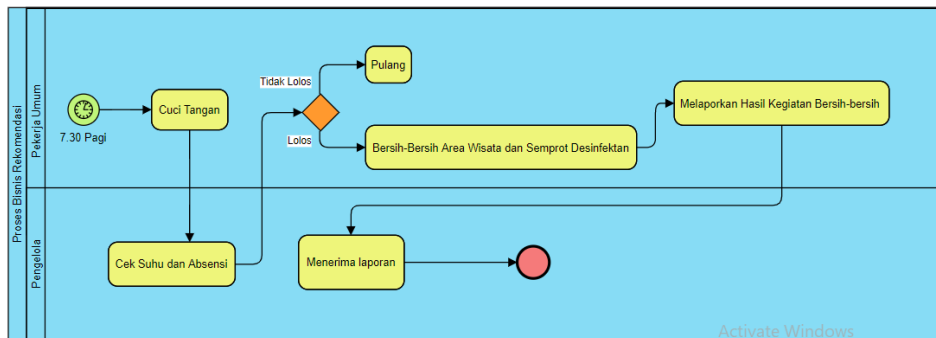 Proses Bisnis Rekomendasi
Pekerja Umum
7.30 Pagi
Cuci Tangan
Tidak Lolos
Lolos
Pulang
Bersih-Bersih Area Wisata dan Semprot Desinfektan
Melaporkan Hasil Kegiatan Bersih-bersih
Pengelola
Cek Suhu dan Absensi
Menerima laporan
Activate Windows